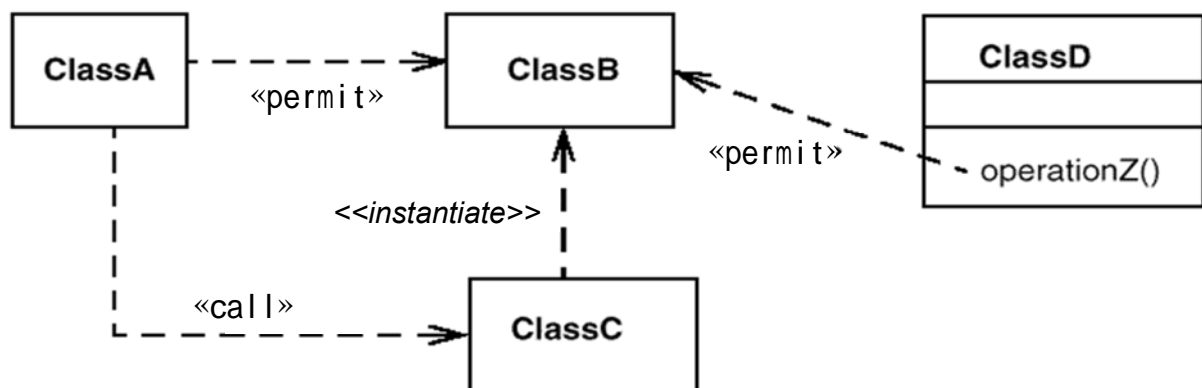 ClassA
ClassB
ClassD
«permit»
«permit»
operationZ()
<<instantiate>>
«call»
ClassC